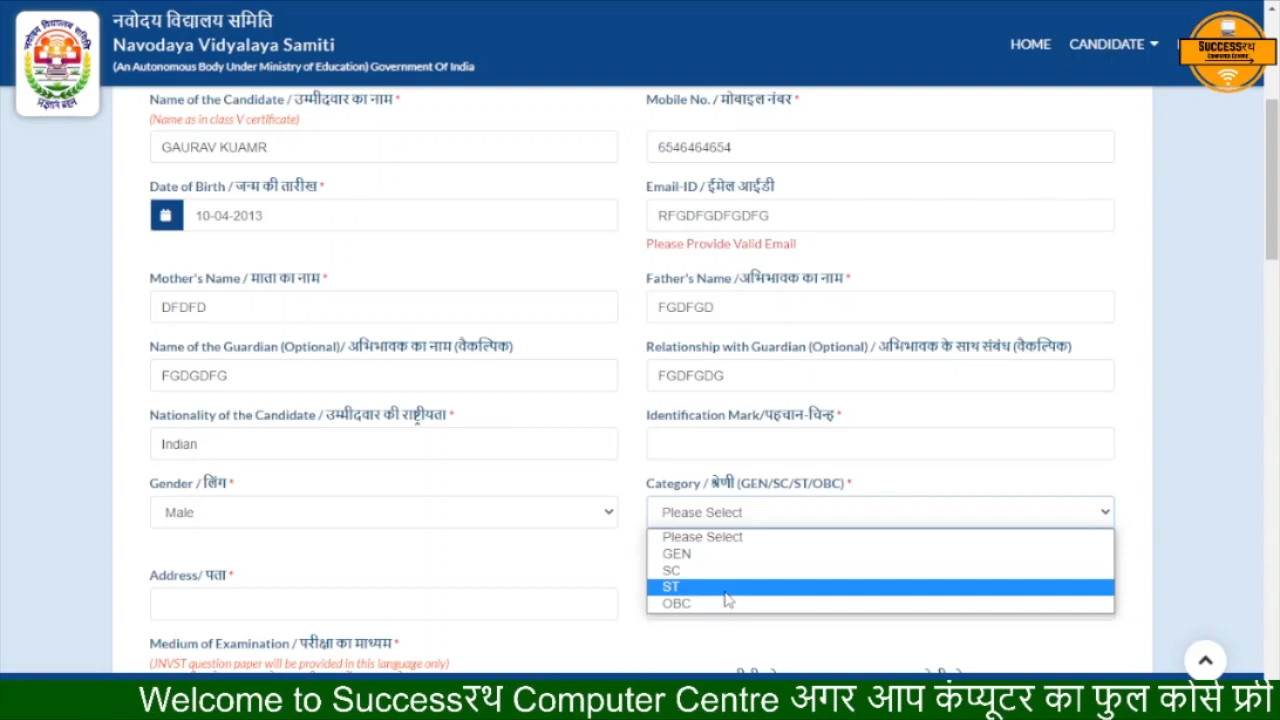 नवोदय विद्यालय समिति
Navodaya Vidyalaya Samiti
(An Autonomous Body Under Ministry of Education) Government Of India
HOME CANDIDATE
SUCCESSरथ
COMPUTER CENTRE
Name of the Candidate / उम्मीदवार का नाम *
(Name as in class V certificate)
GAURAV KUAMR
Mobile No. / मोबाइल नंबर *
6546464654
Date of Birth / जन्म की तारीख *
10-04-2013
Email-ID / ईमेल आईडी
RFGDFGDFGDFG
Please Provide Valid Email
Mother's Name / माता का नाम *
DFDFD
Father's Name /अभिभावक का नाम *
FGDFGD
Name of the Guardian (Optional)/ अभिभावक का नाम (वैकल्पिक)
FGDGDFG
Relationship with Guardian (Optional) / अभिभावक के साथ संबंध (वैकल्पिक)
FGDFGDG
Nationality of the Candidate / उम्मीदवार की राष्ट्रीयता *
Indian
Identification Mark/पहचान-चिन्ह *
Gender / लिंग *
Male
Category / श्रेणी (GEN/SC/ST/OBC) *
Please Select
Please Select
GEN
SC
ST
OBC
Address/ पता *
Medium of Examination / परीक्षा का माध्यम *
(JNVST question paper will be provided in this language only)
Welcome to Successरथ Computer Centre अगर आप कंप्यूटर का फुल कोर्स फ्री